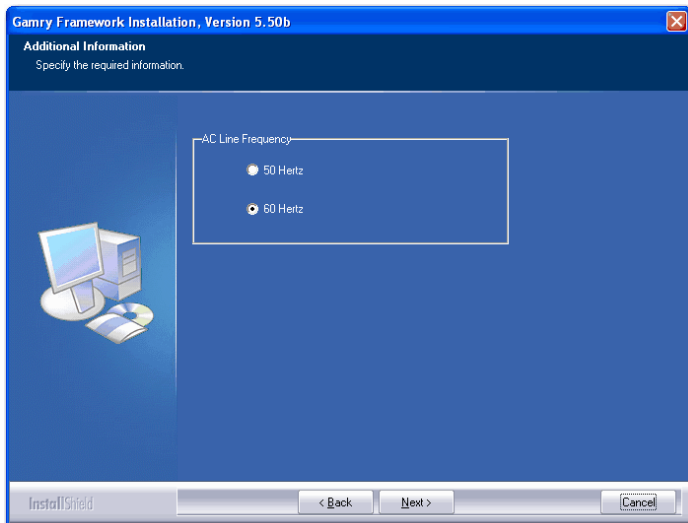 Gamry Framework Installation, Version 5.50b
Additional Information
Specify the required information.
AC Line Frequency
50 Hertz
60 Hertz
InstallShield
< Back
Next >
Cancel